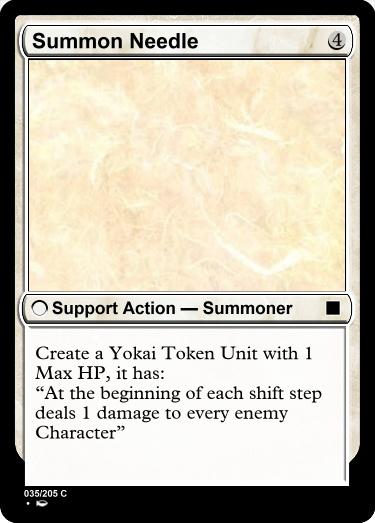 Summon Needle 4
Support Action — Summoner
Create a Yokai Token Unit with 1
Max HP, it has:
“At the beginning of each shift step
deals 1 damage to every enemy
Character”
035/205 C